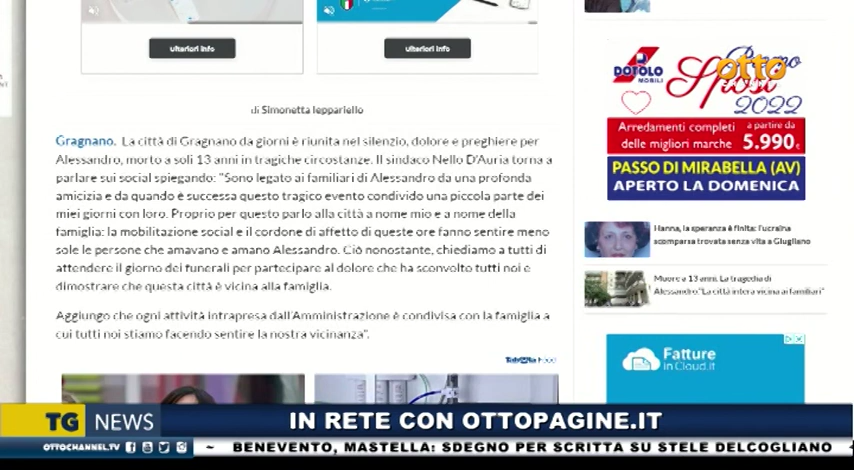 ulteriori info
ulteriori info
di Simonetta Ieppariello
Gragnano. La città di Gragnano da giorni è riunita nel silenzio, dolore e preghiere per
Alessandro, morto a soli 13 anni in tragiche circostanze. Il sindaco Nello D'Auria torna a
parlare sui social spiegando: "Sono legato ai familiari di Alessandro da una profonda
amicizia e da quando è successa questo tragico evento condivido una piccola parte dei
miei giorni con loro. Proprio per questo parlo alla città a nome mio e a nome della
famiglia: la mobilitazione social e il cordone di affetto di queste ore fanno sentire meno
sole le persone che amavano e amano Alessandro. Ciò nonostante, chiediamo a tutti di
attendere il giorno dei funerali per partecipare al dolore che ha sconvolto tutti noi e
dimostrare che questa città è vicina alla famiglia.
Aggiungo che ogni attività intrapresa dall'Amministrazione è condivisa con la famiglia a
cui tutti noi stiamo facendo sentire la nostra vicinanza".
DOTOLO
MOBILI
Sposi
2022
otto
Arredamenti completi
delle migliori marche
a partire da
5.990€
PASSO DI MIRABELLA (AV)
APERTO LA DOMENICA
Hanna, la speranza è finita: l'ucraina
scomparsa trovata senza vita a Giugliano
Muore a 13 anni. La tragedia di
Alessandro."La città intera vicina ai familiari"
Fatture
in Cloud.it
TG NEWS
IN RETE CON OTTOPAGINE.IT
OTTOCHANNEL.TV
~ BENEVENTO, MASTELLA: SDEGNO PER SCRITTA SU STELE DELCOGLIANO ~